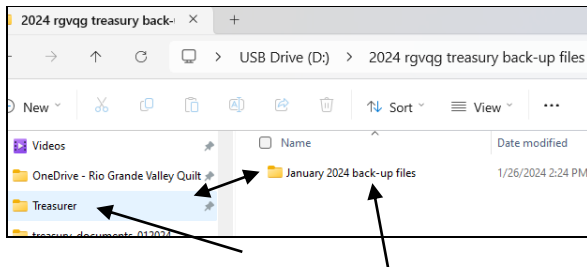 2024 rgvqg treasury back-
USB Drive (D:) > 2024 rgvqg treasury back-up files
New Sort View ...
Name Date modified
Videos
OneDrive - Rio Grande Valley Quilt
January 2024 back-up files 1/26/2024 2:24 PM
Treasurer
treasury_documents_012024